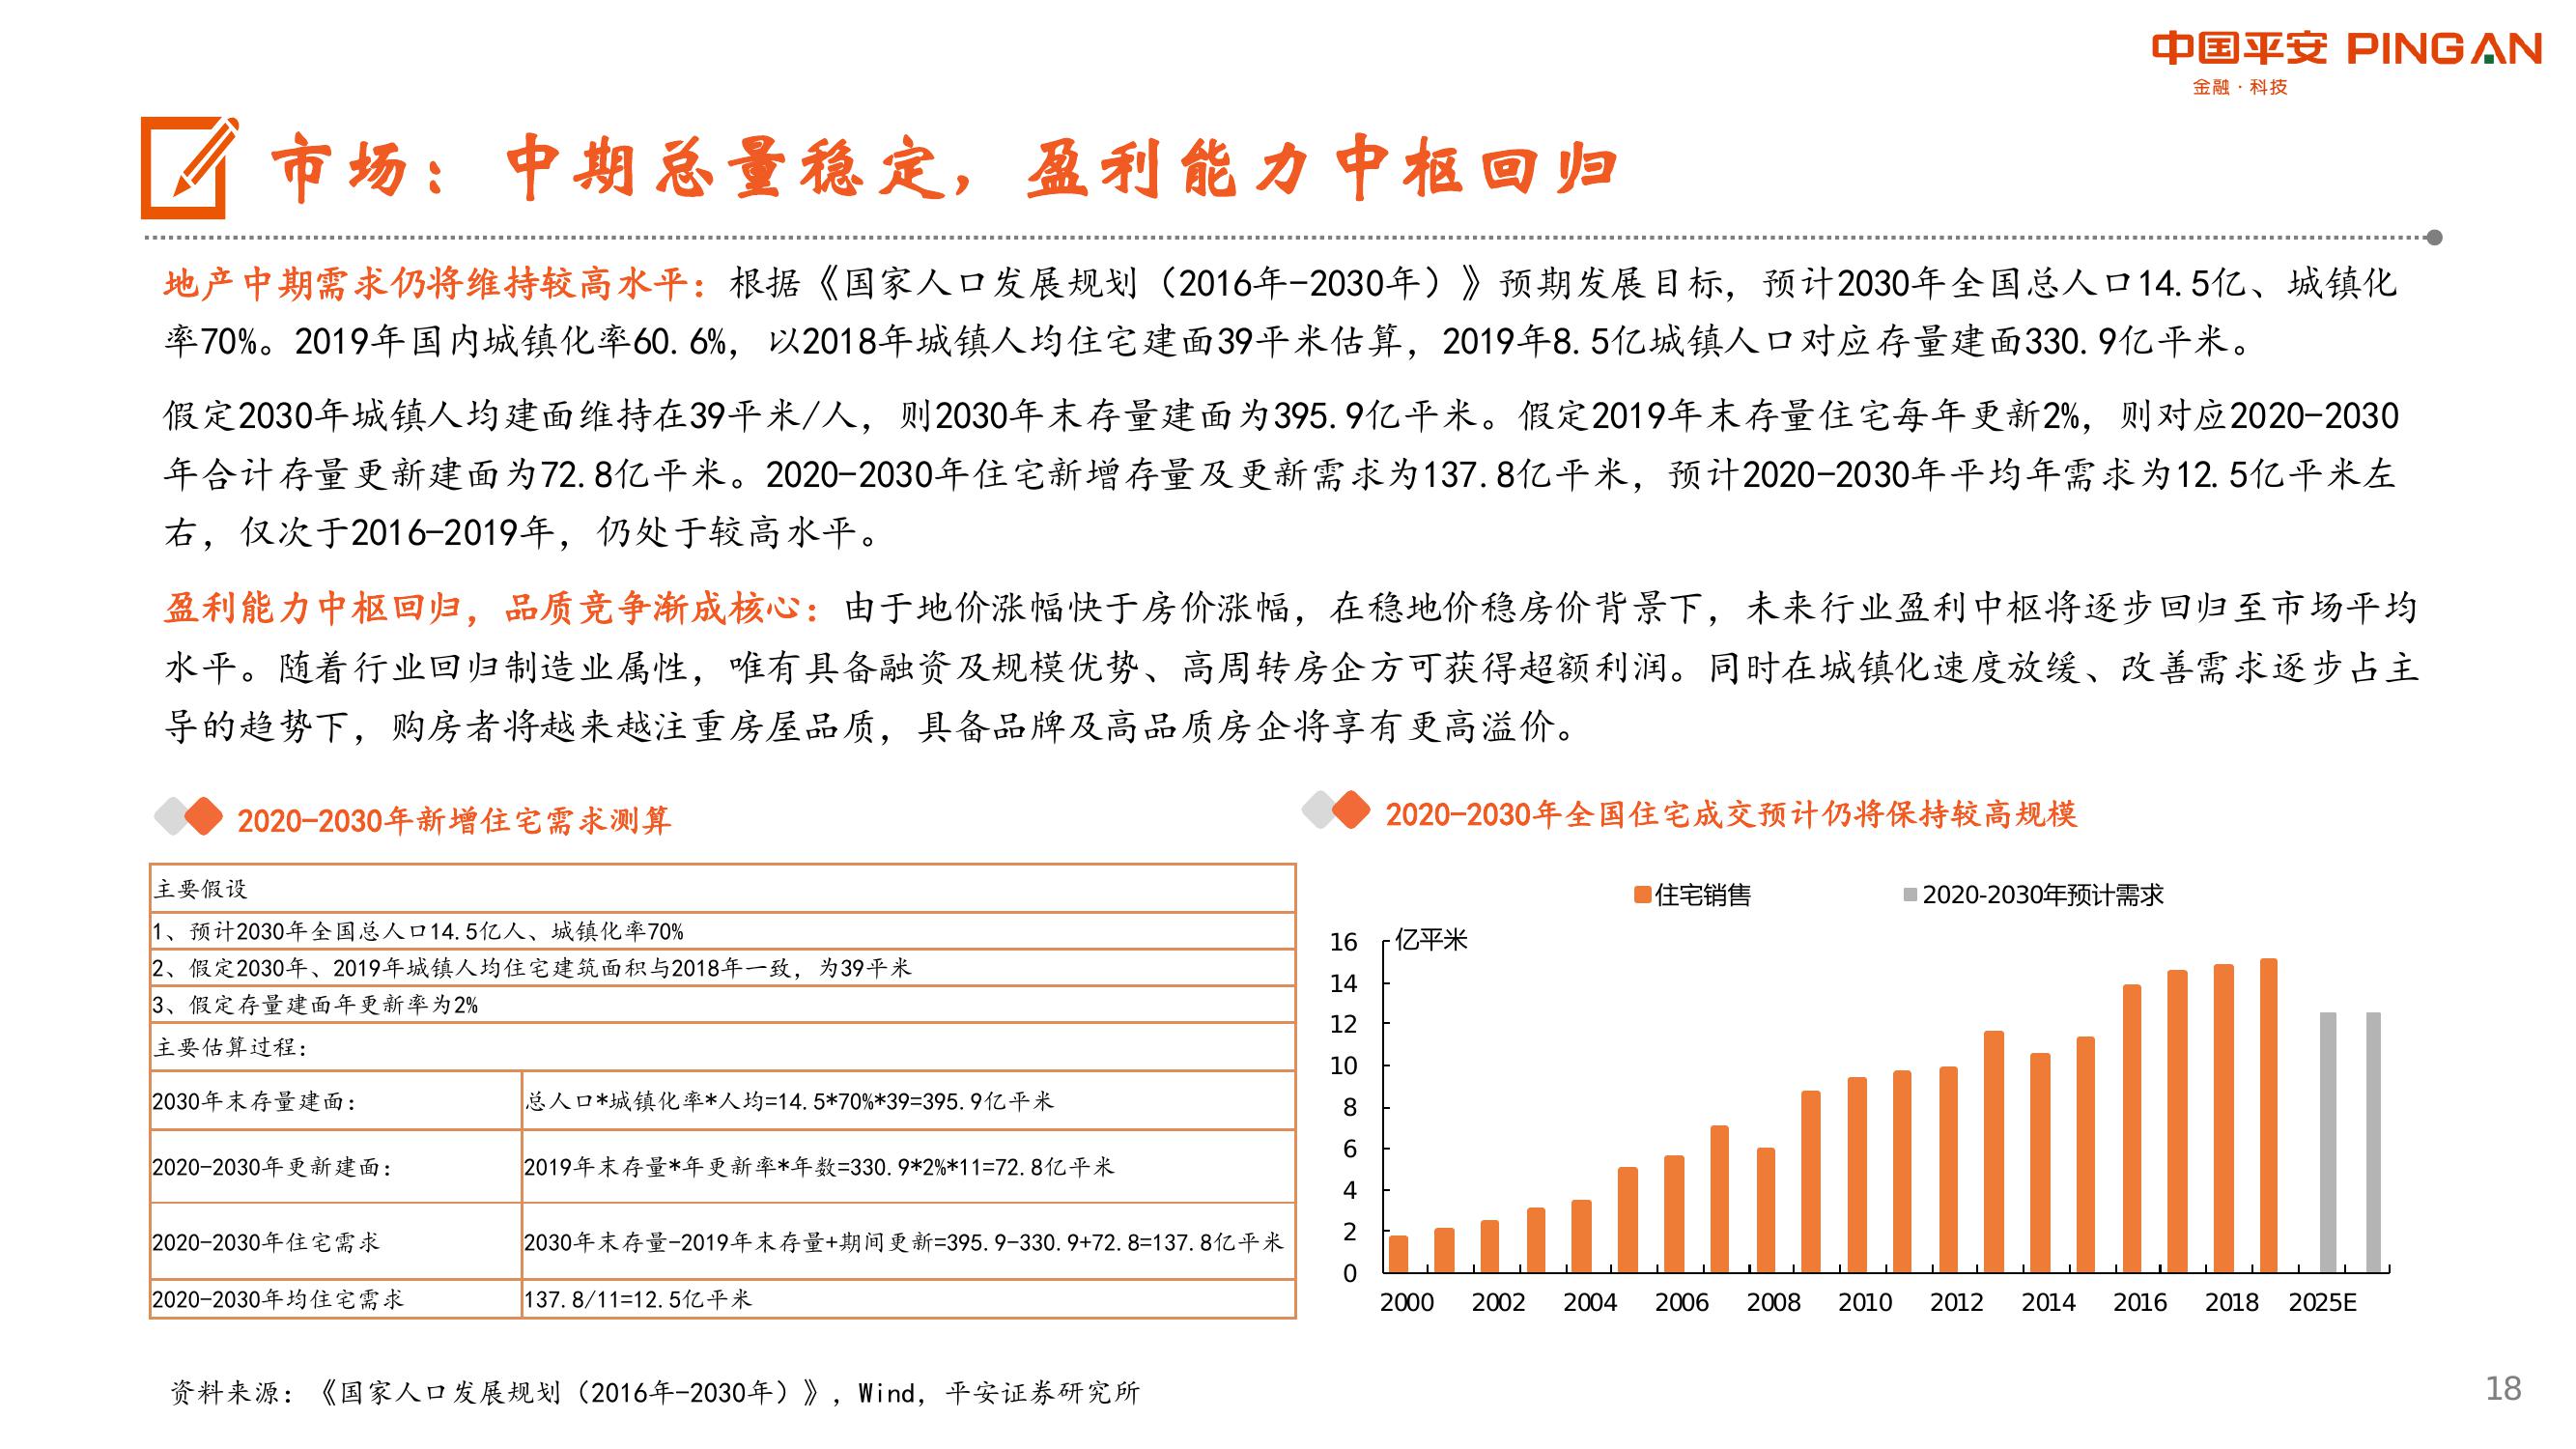 中国平安 PINGAN
金融·科技
市场：中期总量稳定，盈利能力中枢回归
地产中期需求仍将维持较高水平：根据《国家人口发展规划（2016年-2030年）》预期发展目标，预计2030年全国总人口14.5亿、城镇化
率70%。2019年国内城镇化率60.6%，以2018年城镇人均住宅建面39平米估算，2019年8.5亿城镇人口对应存量建面330.9亿平米。
假定2030年城镇人均建面维持在39平米/人，则2030年末存量建面为395.9亿平米。假定2019年末存量住宅每年更新2%，则对应2020-2030
年合计存量更新建面为72.8亿平米。2020-2030年住宅新增存量及更新需求为137.8亿平米，预计2020-2030年平均年需求为12.5亿平米左
右，仅次于2016-2019年，仍处于较高水平。
盈利能力中枢回归，品质竞争渐成核心：由于地价涨幅快于房价涨幅，在稳地价稳房价背景下，未来行业盈利中枢将逐步回归至市场平均
水平。随着行业回归制造业属性，唯有具备融资及规模优势、高周转房企方可获得超额利润。同时在城镇化速度放缓、改善需求逐步占主
导的趋势下，购房者将越来越注重房屋品质，具备品牌及高品质房企将享有更高溢价。
2020-2030年新增住宅需求测算
主要假设
1、预计2030年全国总人口14.5亿人、城镇化率70%
2、假定2030年、2019年城镇人均住宅建筑面积与2018年一致，为39平米
3、假定存量建面年更新率为2%
主要估算过程：
2030年末存量建面： 总人口*城镇化率*人均=14.5*70%*39=395.9亿平米
2020-2030年更新建面： 2019年末存量*年更新率*年数=330.9*2%*11=72.8亿平米
2020-2030年住宅需求 2030年末存量-2019年末存量+期间更新=395.9-330.9+72.8=137.8亿平米
2020-2030年均住宅需求 137.8/11=12.5亿平米
2020-2030年全国住宅成交预计仍将保持较高规模
住宅销售 2020-2030年预计需求
亿平米
16
14
12
10
8
6
4
2
0
2000 2002 2004 2006 2008 2010 2012 2014 2016 2018 2025E
资料来源：《国家人口发展规划（2016年-2030年）》，Wind，平安证券研究所
18